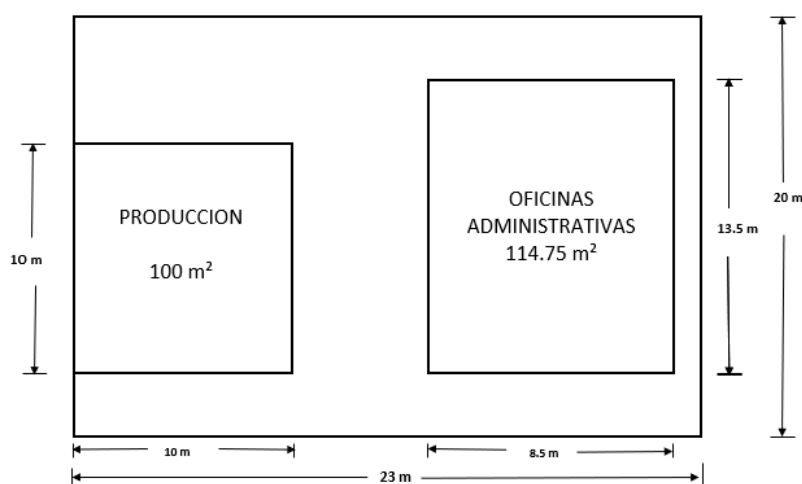 PRODUCCION
100 m²
OFICINAS
ADMINISTRATIVAS
114.75 m²
10 m
13.5 m
20 m
10 m
8.5 m
23 m